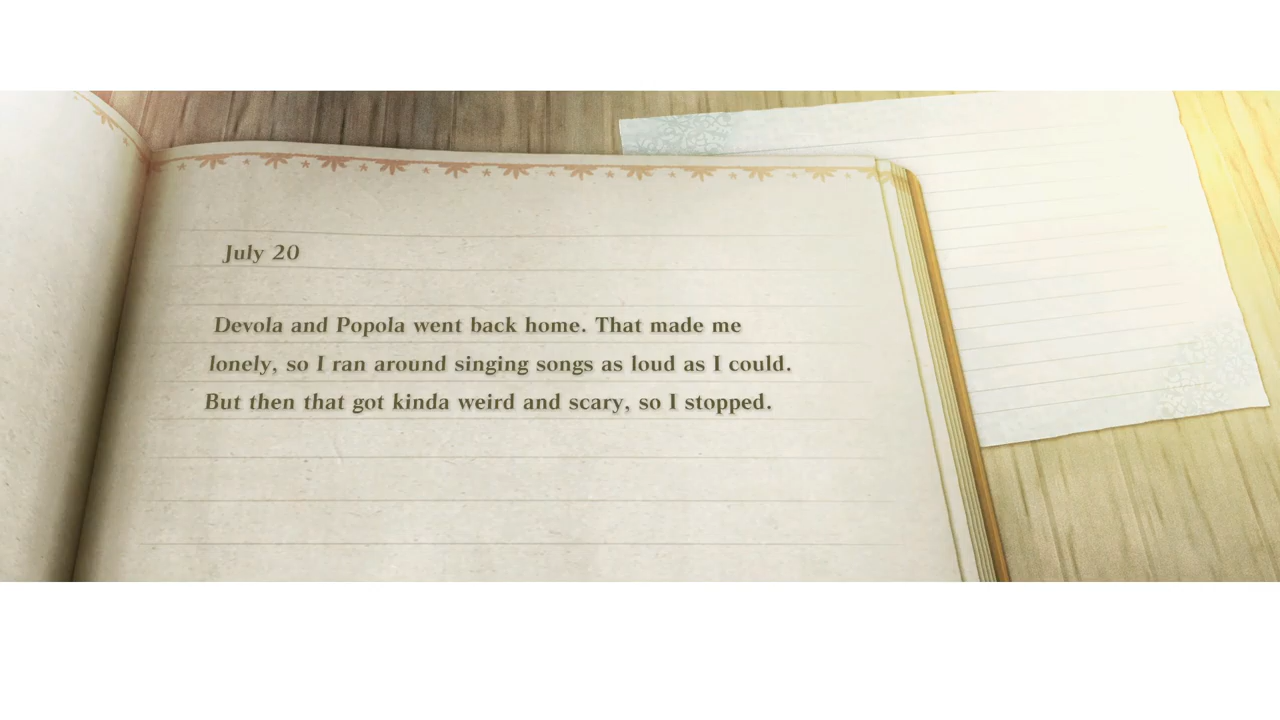 July 20
Devola and Popola went back home. That made me
lonely, so I ran around singing songs as loud as I could.
But then that got kinda weird and scary, so I stopped.